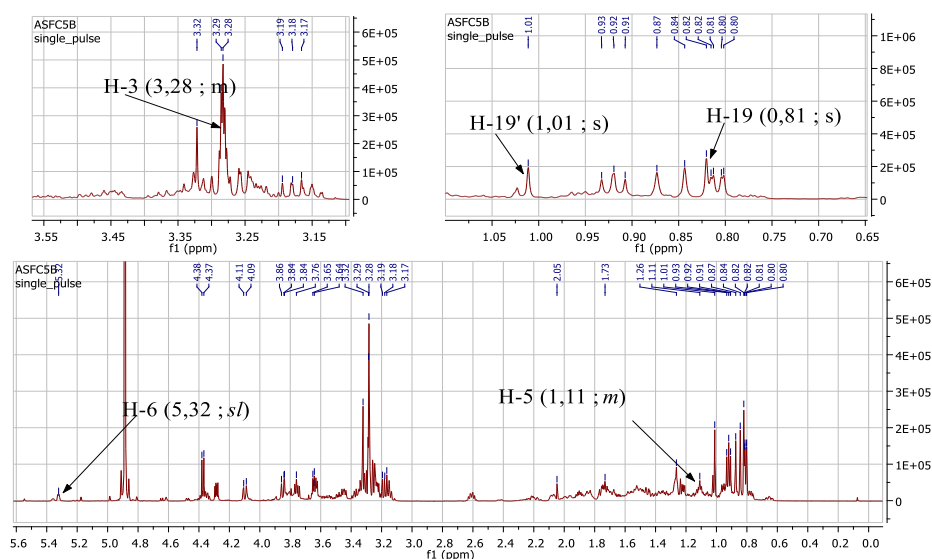 ASFC5B
single_pulse
3.32
3.29
3.28
3.19
3.18
3.17
H-3 (3,28 ; m)
6E+05
5E+05
4E+05
3E+05
2E+05
1E+05
0
3.55 3.45 3.35 3.25 3.15
f1 (ppm)
ASFC5B
single_pulse
1.01
0.93
0.92
0.91
0.87
0.84
0.82
0.82
0.81
0.80
0.80
H-19' (1,01 ; s)
H-19 (0,81 ; s)
1E+06
8E+05
6E+05
4E+05
2E+05
0
1.05 1.00 0.95 0.90 0.85 0.80 0.75 0.70 0.65
f1 (ppm)
ASFC5B
single_pulse
5.32
4.38
4.37
4.11
4.09
3.86
3.84
3.84
3.76
3.65
3.64
3.32
3.29
3.28
3.19
3.18
3.17
2.05
1.73
1.26
1.11
1.01
0.93
0.92
0.91
0.87
0.84
0.82
0.82
0.81
0.80
0.80
H-6 (5,32 ; sl)
H-5 (1,11 ; m)
6E+05
5E+05
4E+05
3E+05
2E+05
1E+05
0
5.6 5.4 5.2 5.0 4.8 4.6 4.4 4.2 4.0 3.8 3.6 3.4 3.2 3.0 2.8 2.6 2.4 2.2 2.0 1.8 1.6 1.4 1.2 1.0 0.8 0.6 0.4 0.2 0.0
f1 (ppm)